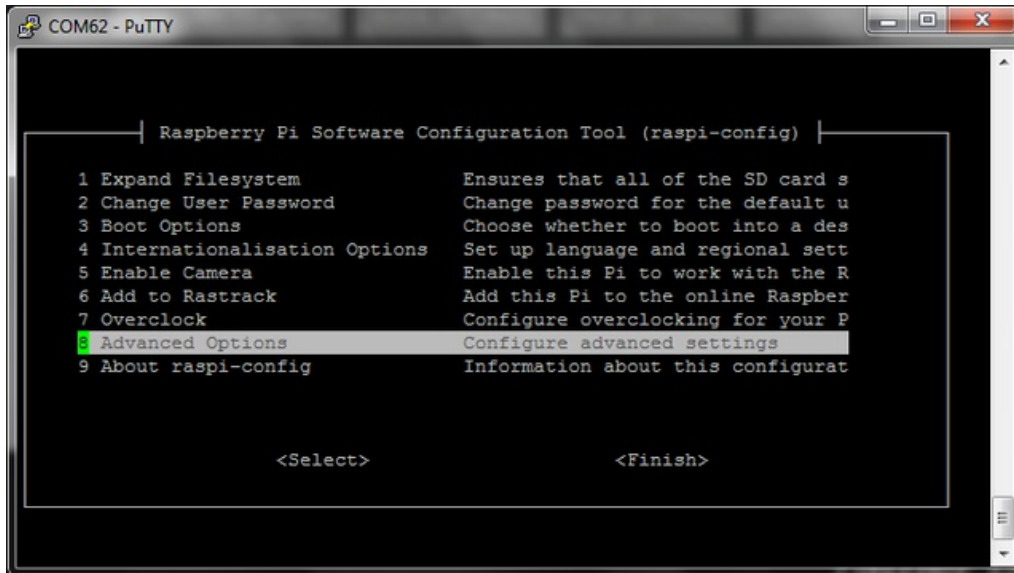 COM62 - PuTTY
Raspberry Pi Software Configuration Tool (raspi-config)
1 Expand Filesystem Ensures that all of the SD card s
2 Change User Password Change password for the default u
3 Boot Options Choose whether to boot into a des
4 Internationalisation Options Set up language and regional sett
5 Enable Camera Enable this Pi to work with the R
6 Add to Rastrack Add this Pi to the online Raspber
7 Overclock Configure overclocking for your P
8 Advanced Options Configure advanced settings
9 About raspi-config Information about this configurat
<Select> <Finish>